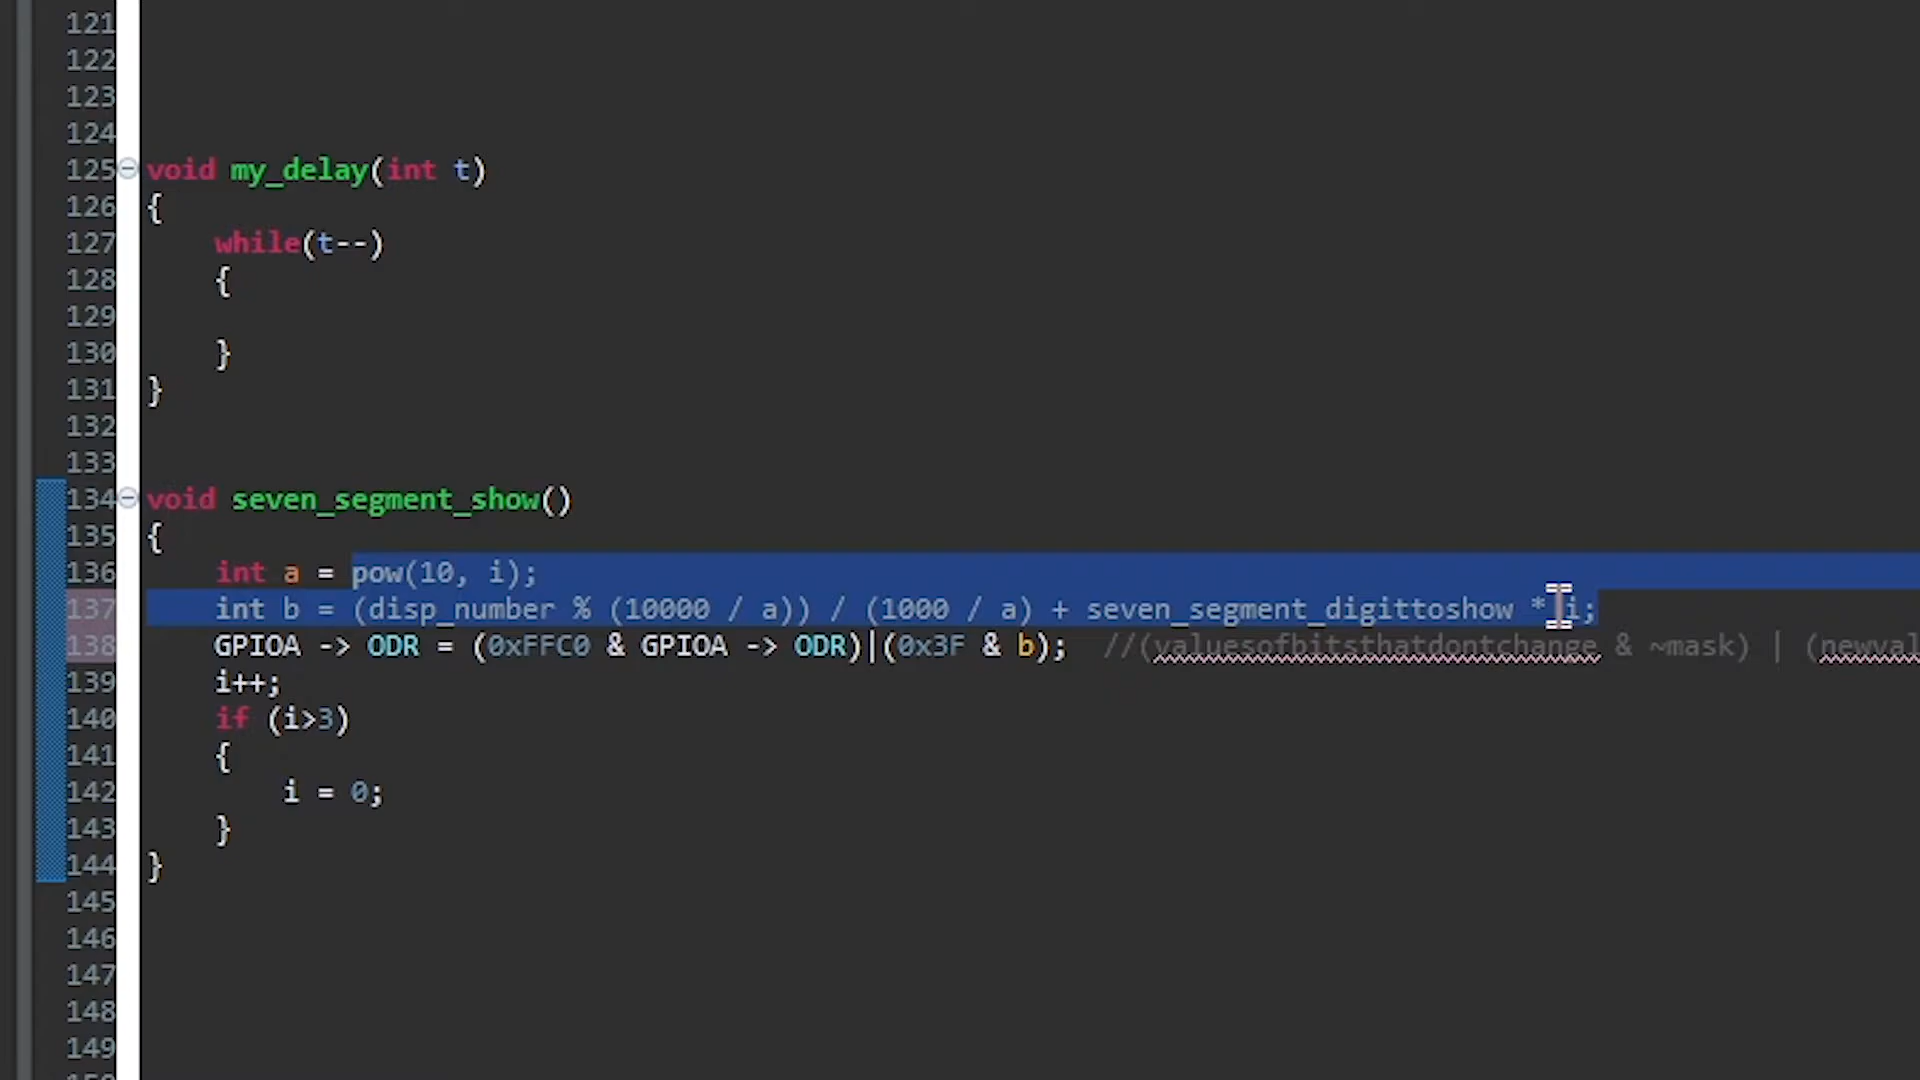 121
122
123
124
125 void my_delay(int t)
126 {
127 while(t--)
128 {
129
130 }
131 }
132
133
134 void seven_segment_show()
135 {
136 int a = pow(10, i);
137 int b = (disp_number % (10000 / a)) / (1000 / a) + seven_segment_digittoshow * i;
138 GPIOA -> ODR = (0xFFC0 & GPIOA -> ODR)|(0x3F & b); //(valuesofbitsthatdontchange & ~mask) | (newval
139 i++;
140 if (i>3)
141 {
142 i = 0;
143 }
144 }
145
146
147
148
149